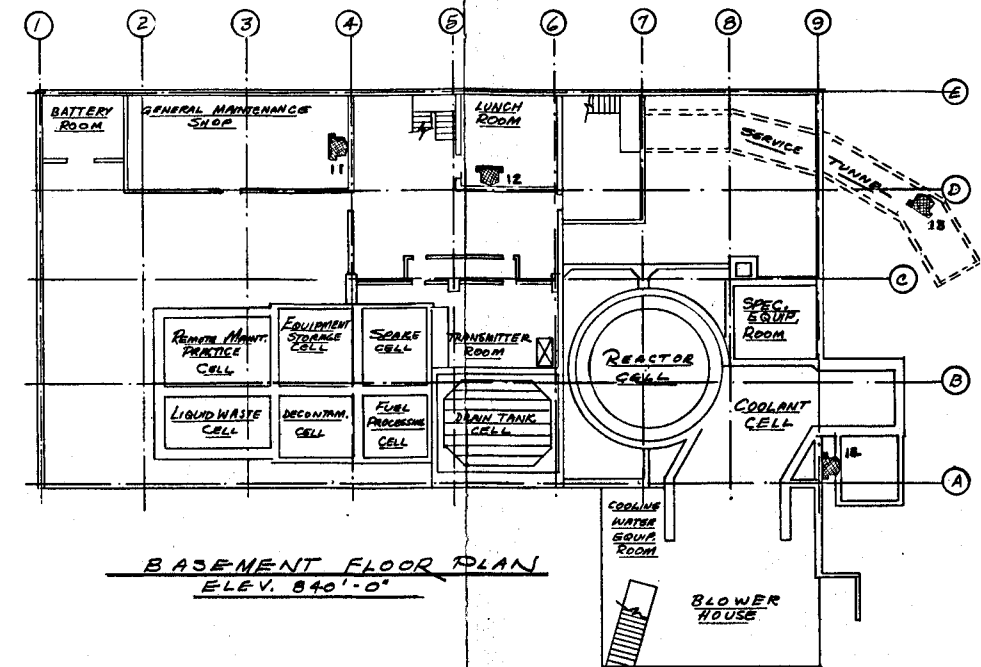 1 2 3 4 5 6 7 8 9
E
BATTERY
ROOM
GENERAL MAINTENANCE
SHOP
11
LUNCH
ROOM
12
SERVICE
TUNNEL
13
D
C
REMOTE MAINT.
PRACTICE
CELL
EQUIPMENT
STORAGE
CELL
SPARE
CELL
TRANSMITTER
ROOM
REACTOR
CELL
SPEC.
EQUIP.
ROOM
B
LIQUID WASTE
CELL
DECONTAM.
CELL
FUEL
PROCESSING
CELL
DRAIN TANK
CELL
COOLANT
CELL
A
COOLING
WATER
EQUIP.
ROOM
BLOWER
HOUSE
BASEMENT FLOOR PLAN
ELEV. 840'-0"